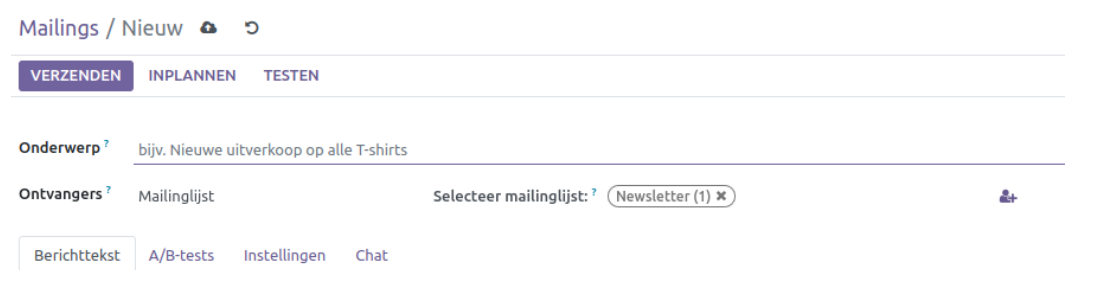 Mailings / Nieuw
VERZENDEN INPLANNEN TESTEN
Onderwerp ? bijv. Nieuwe uitverkoop op alle T-shirts
Ontvangers ? Mailinglijst Selecteer mailinglijst: ? Newsletter (1) ✖
Berichttekst A/B-tests Instellingen Chat